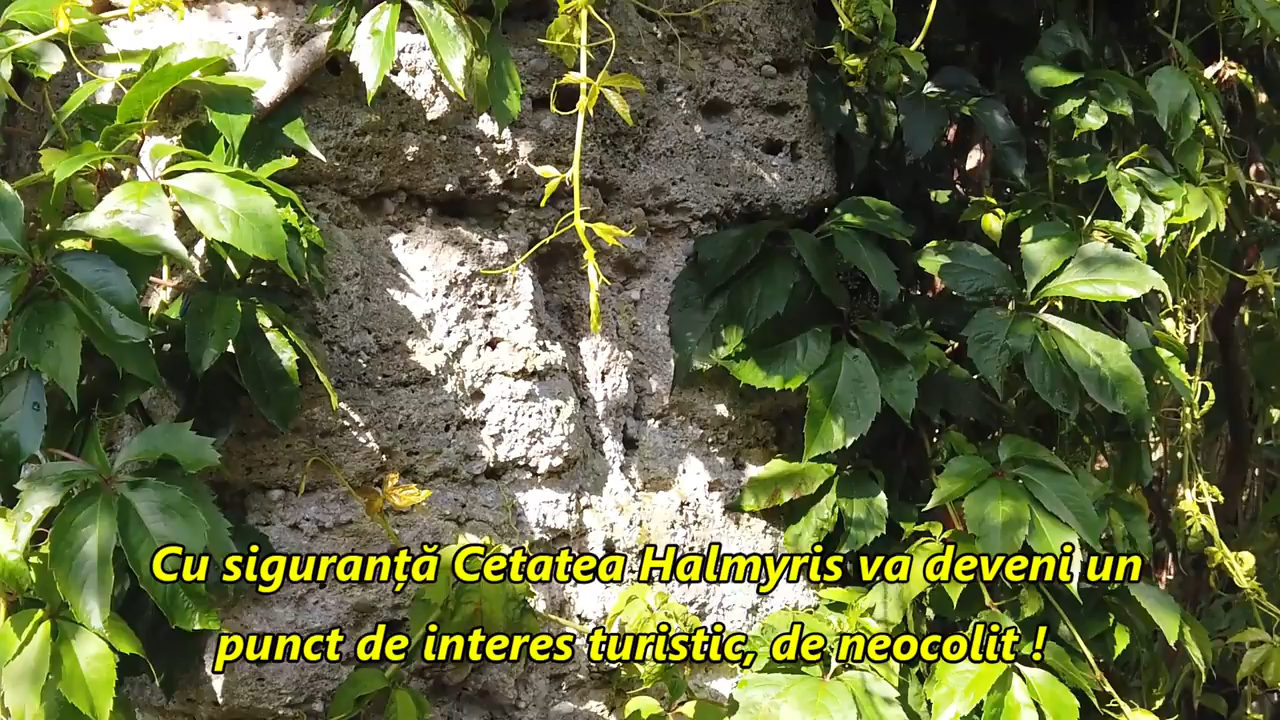 Cu siguranță Cetatea Halmyris va deveni un
punct de interes turistic, de neocolit !